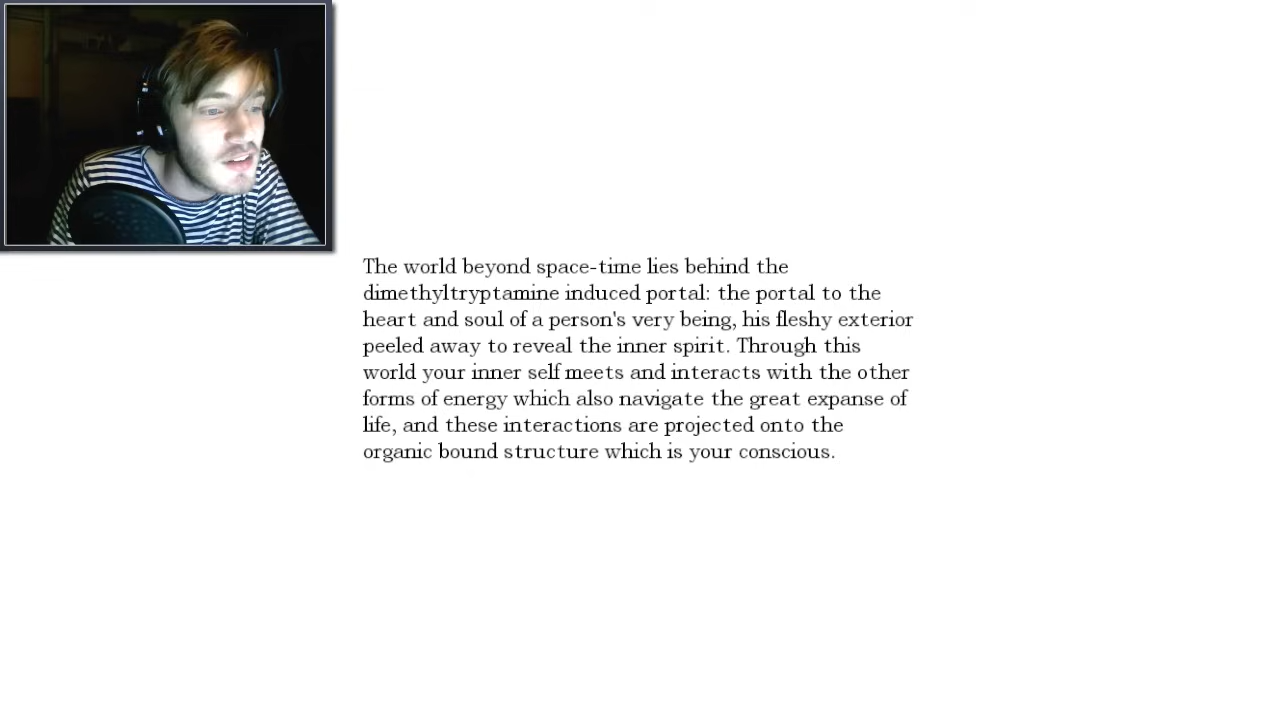 The world beyond space-time lies behind the
dimethyltryptamine induced portal: the portal to the
heart and soul of a person's very being, his fleshy exterior
peeled away to reveal the inner spirit. Through this
world your inner self meets and interacts with the other
forms of energy which also navigate the great expanse of
life, and these interactions are projected onto the
organic bound structure which is your conscious.